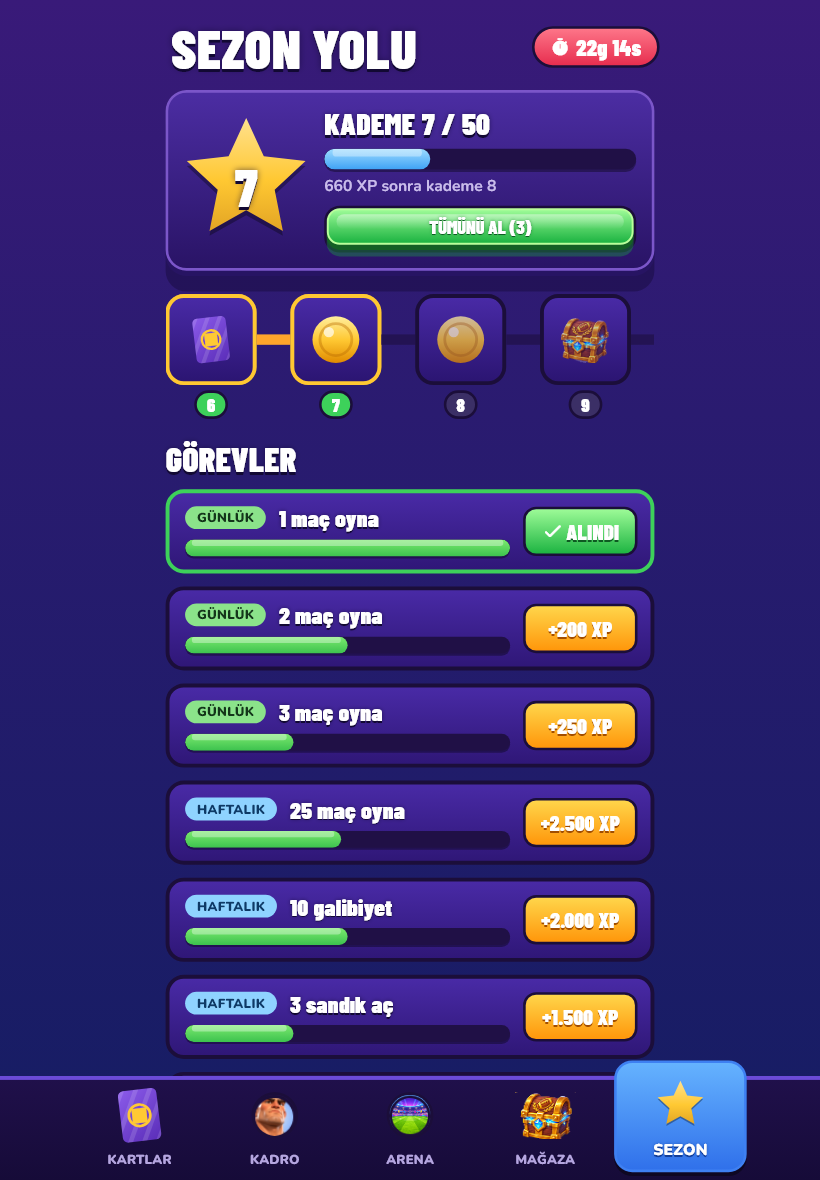 SEZON YOLU
22g 14s
KADEME 7 / 50
7
660 XP sonra kademe 8
TÜMÜNÜ AL (3)
6
7
8
9
GÖREVLER
GÜNLÜK 1 maç oyna
ALINDI
GÜNLÜK 2 maç oyna
+200 XP
GÜNLÜK 3 maç oyna
+250 XP
HAFTALIK 25 maç oyna
+2.500 XP
HAFTALIK 10 galibiyet
+2.000 XP
HAFTALIK 3 sandık aç
+1.500 XP
KARTLAR
KADRO
ARENA
MAĞAZA
SEZON